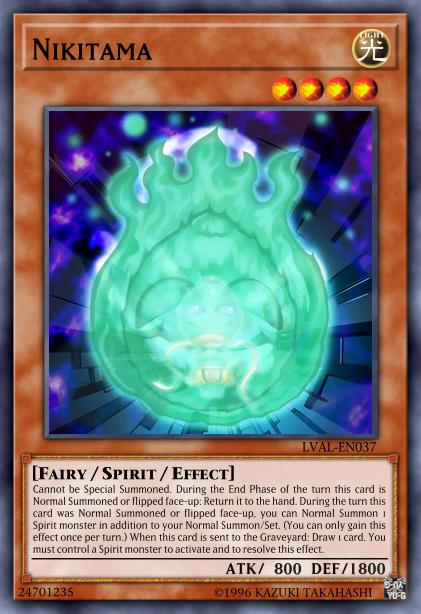 NIKITAMA
LIGHT
光
LVAL-EN037
[FAIRY / SPIRIT / EFFECT]
Cannot be Special Summoned. During the End Phase of the turn this card is
Normal Summoned or flipped face-up: Return it to the hand. During the turn this
card was Normal Summoned or flipped face-up, you can Normal Summon 1
Spirit monster in addition to your Normal Summon/Set. (You can only gain this
effect once per turn.) When this card is sent to the Graveyard: Draw 1 card. You
must control a Spirit monster to activate and to resolve this effect.
ATK/ 800 DEF/1800
24701235
©1996 KAZUKI TAKAHASHI